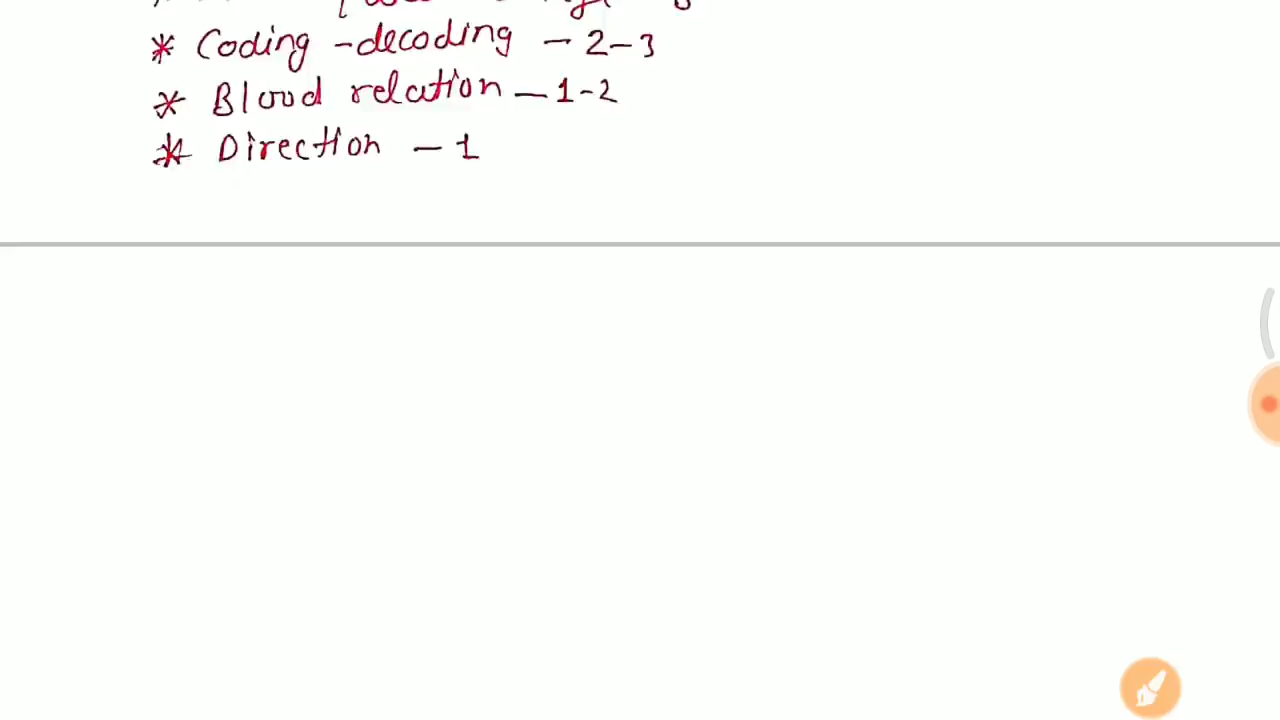 * Coding -decoding - 2-3
* Blood relation - 1-2
* Direction - 1